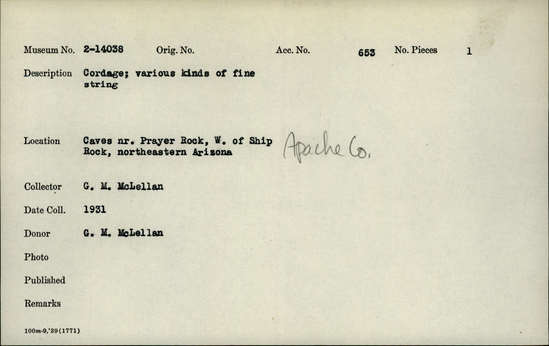 Museum No. 2-14038 Orig. No. Acc. No. 653 No. Pieces 1
Description Cordage; various kinds of fine
string
Location Caves nr. Prayer Rock, W. of Ship
Rock, northeastern Arizona
Apache Co.
Collector G. M. McLellan
Date Coll. 1931
Donor G. M. McLellan
Photo
Published
Remarks
100m-9,'39(1771)